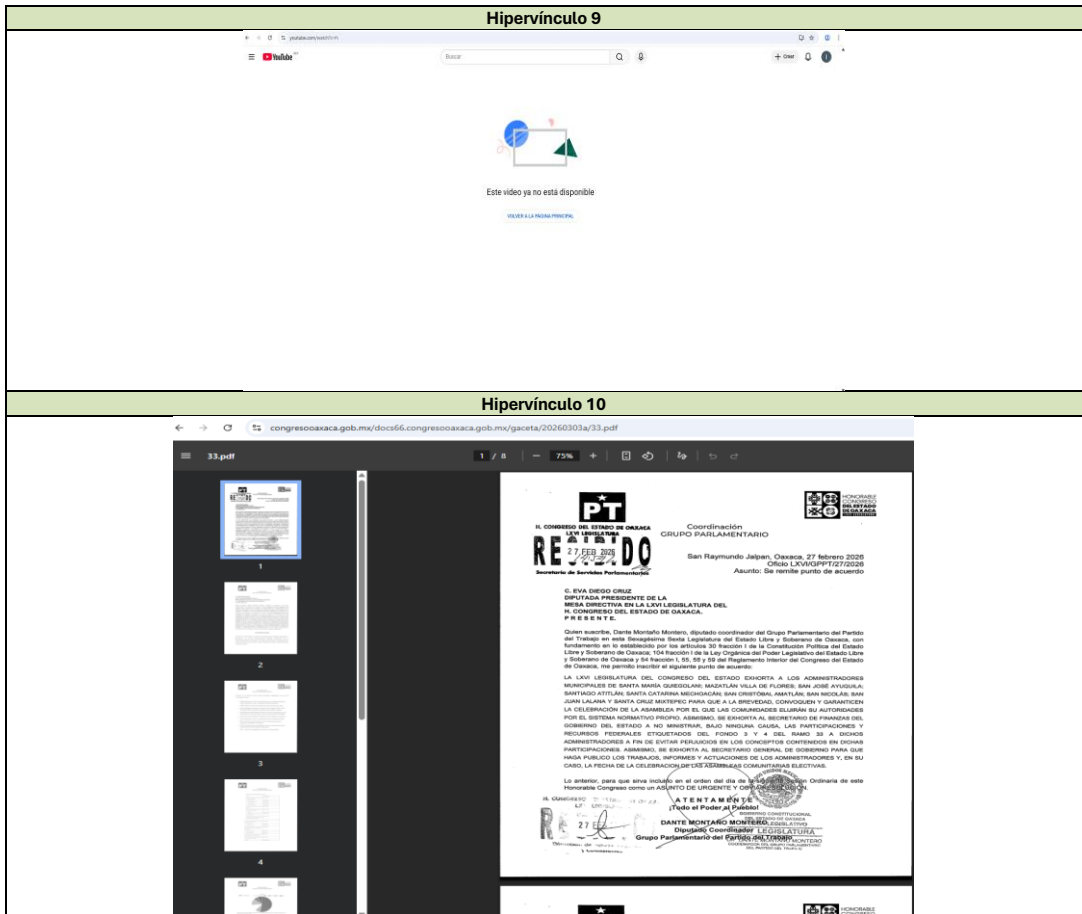 Hipervínculo 9
YouTube MX
Buscar
+ Crear
Este video ya no está disponible
VOLVER A LA PÁGINA PRINCIPAL
Hipervínculo 10
congresooaxaca.gob.mx/docs66.congresooaxaca.gob.mx/gaceta/20260303a/33.pdf
33.pdf
1 / 8
75%
1
2
3
4
PT
H. CONGRESO DEL ESTADO DE OAXACA
LXVI LEGISLATURA
RECIBIDO
27 FEB 2026
Secretaría de Servicios Parlamentarios
Coordinación
GRUPO PARLAMENTARIO
HONORABLE
CONGRESO
DEL ESTADO
DE OAXACA
San Raymundo Jalpan, Oaxaca, 27 febrero 2026
Oficio LXVI/GPPT/27/2026
Asunto: Se remite punto de acuerdo
C. EVA DIEGO CRUZ
DIPUTADA PRESIDENTE DE LA
MESA DIRECTIVA EN LA LXVI LEGISLATURA DEL
H. CONGRESO DEL ESTADO DE OAXACA.
P R E S E N T E.
Quien suscribe, Dante Montaño Montero, diputado coordinador del Grupo Parlamentario del Partido
del Trabajo en esta Sexagésima Sexta Legislatura del Estado Libre y Soberano de Oaxaca, con
fundamento en lo establecido por los artículos 30 fracción I de la Constitución Política del Estado
Libre y Soberano de Oaxaca; 104 fracción I de la Ley Orgánica del Poder Legislativo del Estado Libre
y Soberano de Oaxaca y 54 fracción I, 55, 58 y 59 del Reglamento Interior del Congreso del Estado
de Oaxaca, me permito inscribir el siguiente punto de acuerdo:
LA LXVI LEGISLATURA DEL CONGRESO DEL ESTADO EXHORTA A LOS ADMINISTRADORES
MUNICIPALES DE SANTA MARÍA QUIEGOLANI; MAZATLÁN VILLA DE FLORES; SAN JOSÉ AYUQUILA;
SANTIAGO ATITLÁN; SANTA CATARINA MECHOACÁN; SAN CRISTÓBAL AMATLÁN; SAN NICOLÁS; SAN
JUAN LALANA Y SANTA CRUZ MIXTEPEC PARA QUE A LA BREVEDAD, CONVOQUEN Y GARANTICEN
LA CELEBRACIÓN DE LA ASAMBLEA POR EL QUE LAS COMUNIDADES ELIJIRÁN SU AUTORIDADES
POR EL SISTEMA NORMATIVO PROPIO. ASIMISMO, SE EXHORTA AL SECRETARIO DE FINANZAS DEL
GOBIERNO DEL ESTADO A NO MINISTRAR, BAJO NINGUNA CAUSA, LAS PARTICIPACIONES Y
RECURSOS FEDERALES ETIQUETADOS DEL FONDO 3 Y 4 DEL RAMO 33 A DICHOS
ADMINISTRADORES A FIN DE EVITAR PERJUICIOS EN LOS CONCEPTOS CONTENIDOS EN DICHAS
PARTICIPACIONES. ASIMISMO, SE EXHORTA AL SECRETARIO GENERAL DE GOBIERNO PARA QUE
HAGA PUBLICO LOS TRABAJOS, INFORMES Y ACTUACIONES DE LOS ADMINISTRADORES Y, EN SU
CASO, LA FECHA DE LA CELEBRACION DE LAS ASAMBLEAS COMUNITARIAS ELECTIVAS.
Lo anterior, para que sirva incluido en el orden del día de la siguiente Sesión Ordinaria de este
Honorable Congreso como un ASUNTO DE URGENTE Y OBVIA RESOLUCIÓN.
A T E N T A M E N T E
¡Todo el Poder al Pueblo!
DANTE MONTAÑO MONTERO
Diputado Coordinador
Grupo Parlamentario del Partido del Trabajo
27 FEB
LEGISLATURA
DANTE MONTAÑO MONTERO
HONORABLE
CONGRESO